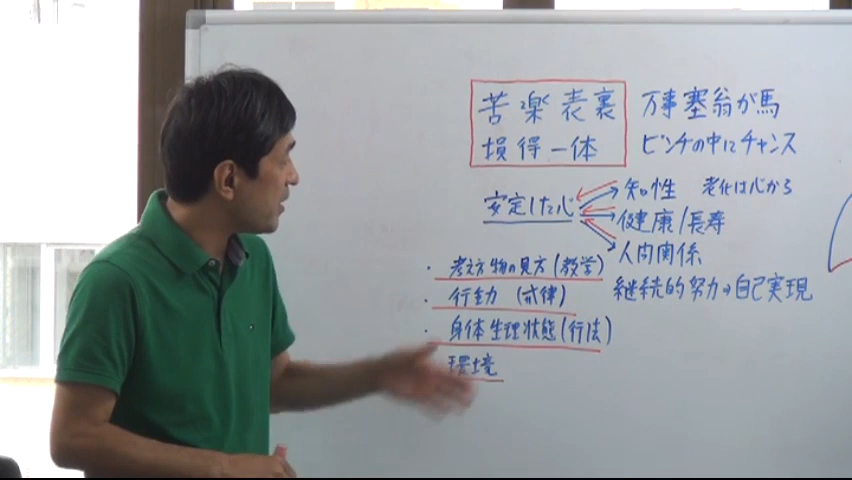 苦楽表裏 万事塞翁が馬
損得一体 ピンチの中にチャンス
安定した心
知性 老化は心から
健康/長寿
人間関係
・考え方物の見方(教学)
継続的努力→自己実現
・行動 (戒律)
・身体生理状態(行法)
環境